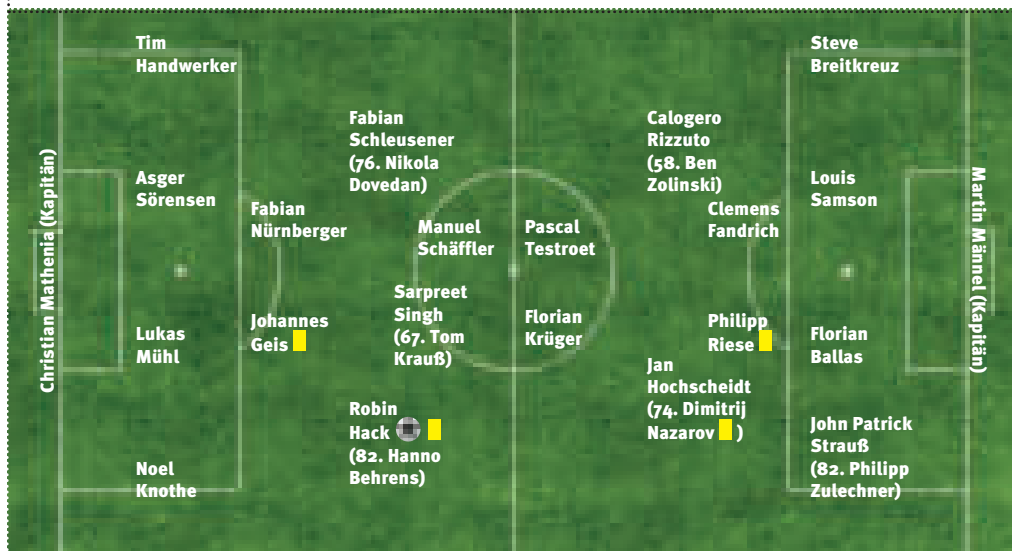 Christian Mathenia (Kapitän)
Tim
Handwerker
Asger
Sörensen
Lukas
Mühl
Noel
Knothe
Fabian
Nürnberger
Johannes
Geis
Fabian
Schleusener
(76. Nikola
Dovedan)
Manuel
Schäffler
Sarpreet
Singh
(67. Tom
Krauß)
Robin
Hack
(82. Hanno
Behrens)
Pascal
Testroet
Florian
Krüger
Calogero
Rizzuto
(58. Ben
Zolinski)
Clemens
Fandrich
Philipp
Riese
Jan
Hochscheidt
(74. Dimitrij
Nazarov )
Steve
Breitkreuz
Louis
Samson
Florian
Ballas
John Patrick
Strauß
(82. Philipp
Zulechner)
Martin Männel (Kapitän)